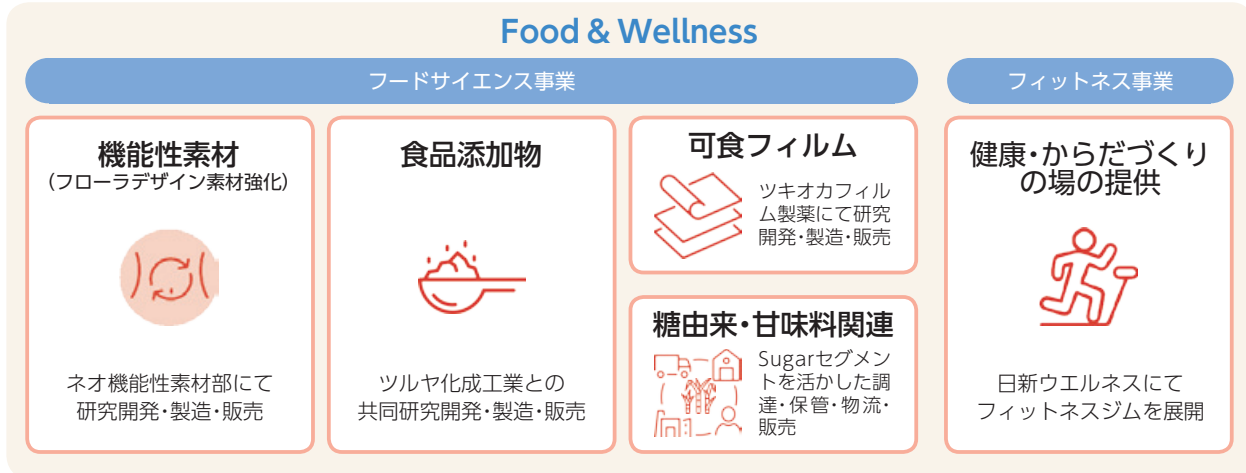 Food & Wellness
フードサイエンス事業
フィットネス事業
機能性素材
(フローラデザイン素材強化)
ネオ機能性素材部にて
研究開発・製造・販売
食品添加物
ツルヤ化成工業との
共同研究開発・製造・販売
可食フィルム
ツキオカフィル
ム製薬にて研究
開発・製造・販売
糖由来・甘味料関連
Sugarセグメン
トを活かした調
達・保管・物流・
販売
健康・からだづくり
の場の提供
日新ウエルネスにて
フィットネスジムを展開